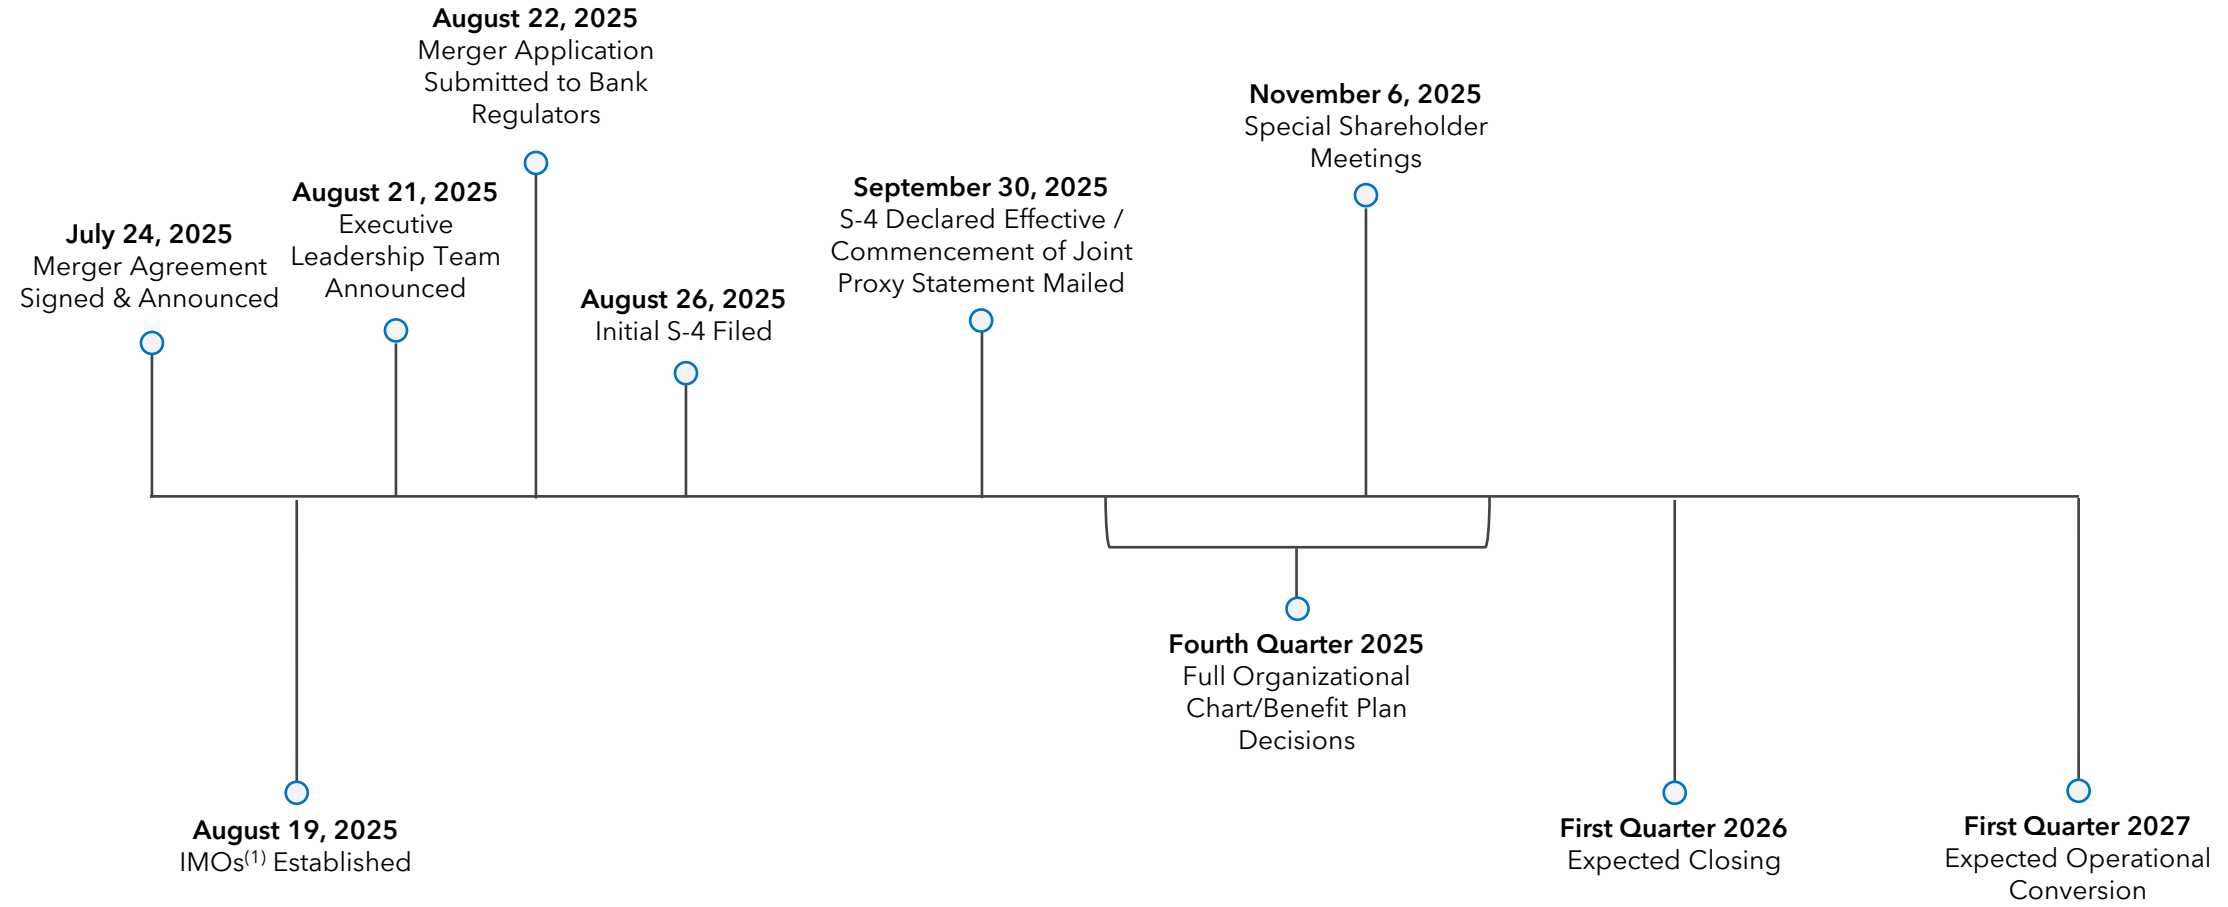 July 24, 2025
Merger Agreement
Signed & Announced
August 19, 2025
IMOs(1) Established
August 21, 2025
Executive
Leadership Team
Announced
August 22, 2025
Merger Application
Submitted to Bank
Regulators
August 26, 2025
Initial S-4 Filed
September 30, 2025
S-4 Declared Effective /
Commencement of Joint
Proxy Statement Mailed
November 6, 2025
Special Shareholder
Meetings
Fourth Quarter 2025
Full Organizational
Chart/Benefit Plan
Decisions
First Quarter 2026
Expected Closing
First Quarter 2027
Expected Operational
Conversion